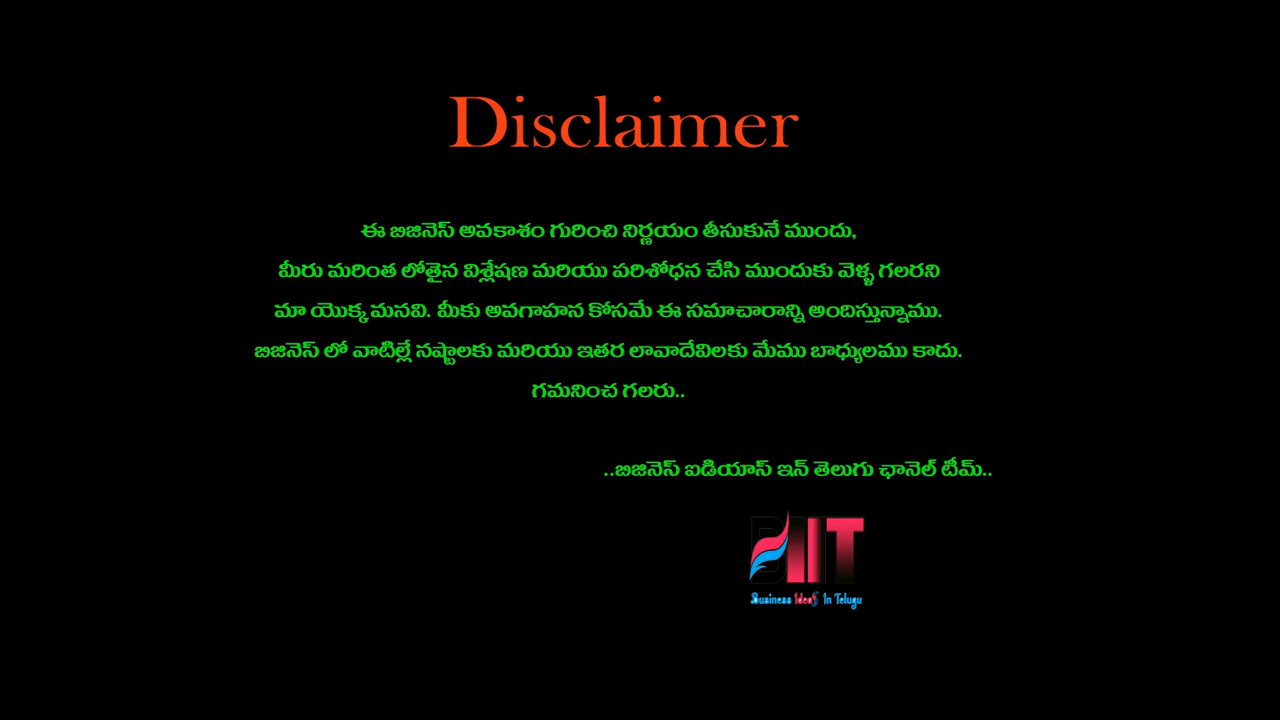 Disclaimer
ఈ బిజినెస్ అవకాశం గురించి నిర్ణయం తీసుకునే ముందు,
మీరు మరింత లోతైన విశ్లేషణ మరియు పరిశోధన చేసి ముందుకు వెళ్ళ గలరని
మా యొక్క మనవి. మీకు అవగాహన కోసమే ఈ సమాచారాన్ని అందిస్తున్నాము.
బిజినెస్ లో వాటిల్లే నష్టాలకు మరియు ఇతర లావాదేవిలకు మేము బాధ్యులము కాదు.
గమనించ గలరు..
..బిజినెస్ ఐడియాస్ ఇన్ తెలుగు ఛానెల్ టీమ్..
BIIT
Business Ideas In Telugu